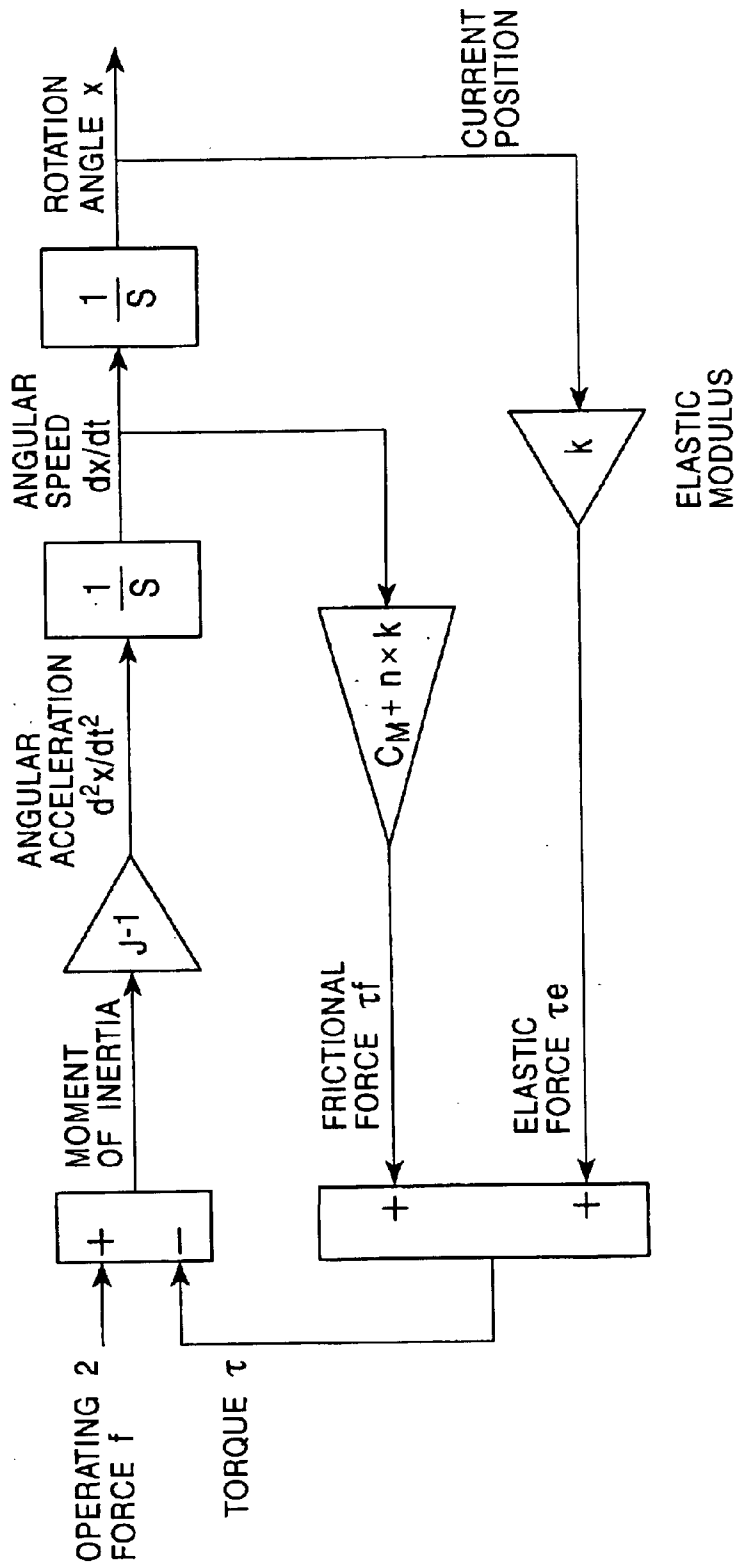 OPERATING 2
FORCE f
TORQUE τ
+
−
MOMENT
OF INERTIA
J-1
ANGULAR
ACCELERATION
d²x/dt²
1
S
ANGULAR
SPEED
dx/dt
1
S
ROTATION
ANGLE x
CURRENT
POSITION
C_M + n × k
FRICTIONAL
FORCE τf
k
ELASTIC
MODULUS
ELASTIC
FORCE τe
+
+